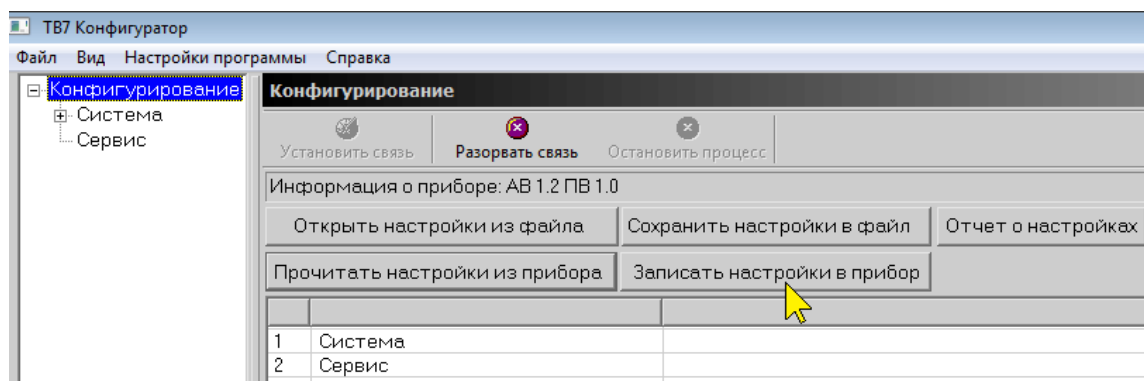 ТВ7 Конфигуратор
Файл Вид Настройки программы Справка
Конфигурирование
Система
Сервис
Конфигурирование
Установить связь Разорвать связь Остановить процесс
Информация о приборе: АВ 1.2 ПВ 1.0
Открыть настройки из файла Сохранить настройки в файл Отчет о настройках
Прочитать настройки из прибора Записать настройки в прибор
1 Система
2 Сервис